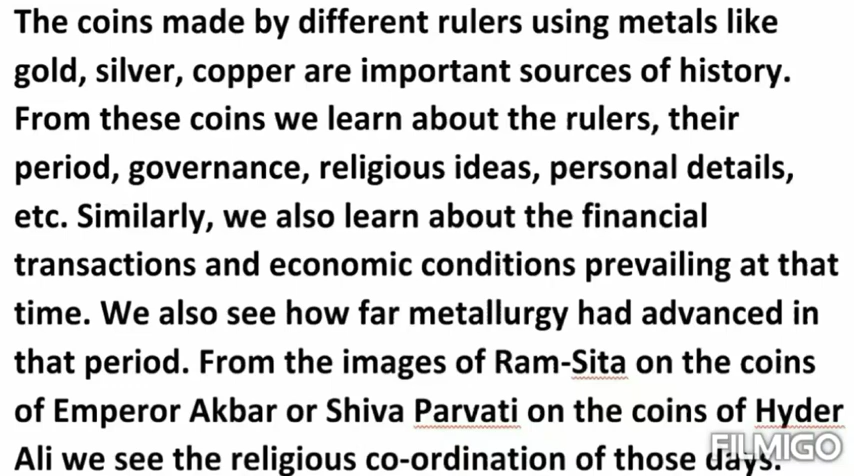 The coins made by different rulers using metals like
gold, silver, copper are important sources of history.
From these coins we learn about the rulers, their
period, governance, religious ideas, personal details,
etc. Similarly, we also learn about the financial
transactions and economic conditions prevailing at that
time. We also see how far metallurgy had advanced in
that period. From the images of Ram-Sita on the coins
of Emperor Akbar or Shiva Parvati on the coins of Hyder
Ali we see the religious co-ordination of those days.
FILMIGO